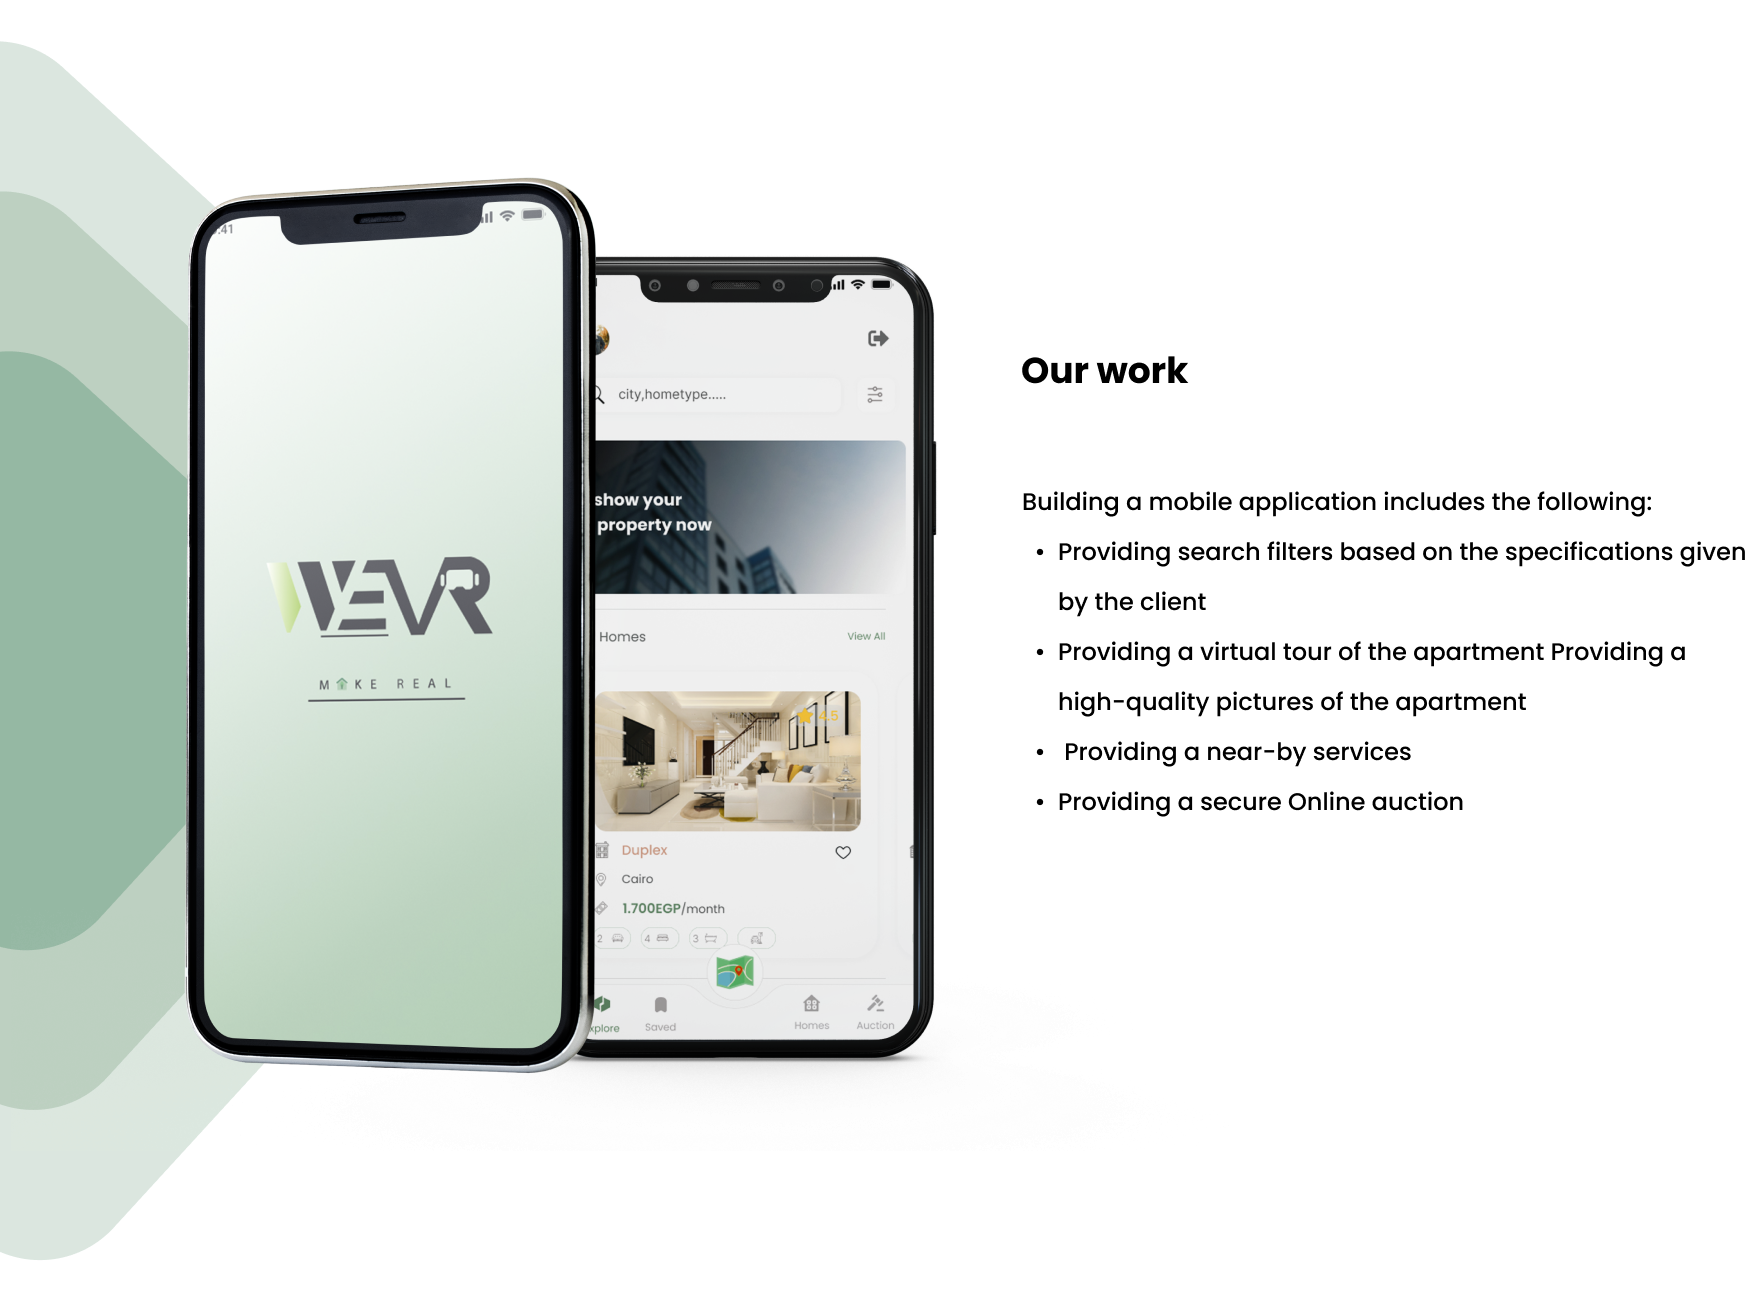 WEVR
MAKE REAL
city,hometype.....
show your
property now
Homes
View All
4.5
Duplex
Cairo
1.700EGP/month
2
4
3
Saved
Homes
Auction
Our work
Building a mobile application includes the following:
• Providing search filters based on the specifications given
by the client
• Providing a virtual tour of the apartment Providing a
high-quality pictures of the apartment
• Providing a near-by services
• Providing a secure Online auction